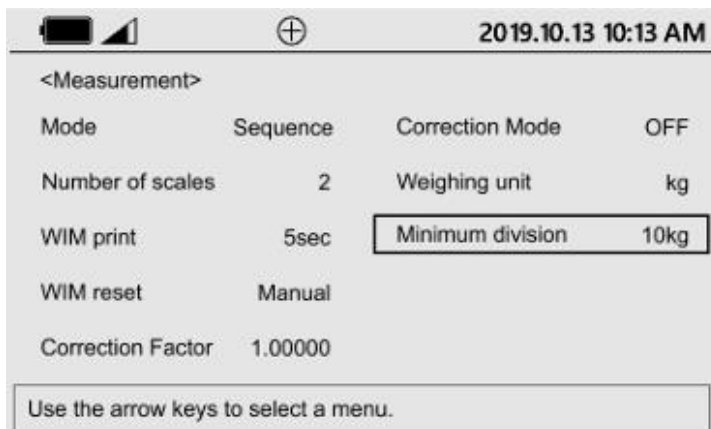 2019.10.13 10:13 AM
<Measurement>
Mode Sequence Correction Mode OFF
Number of scales 2 Weighing unit kg
WIM print 5sec Minimum division 10kg
WIM reset Manual
Correction Factor 1.00000
Use the arrow keys to select a menu.